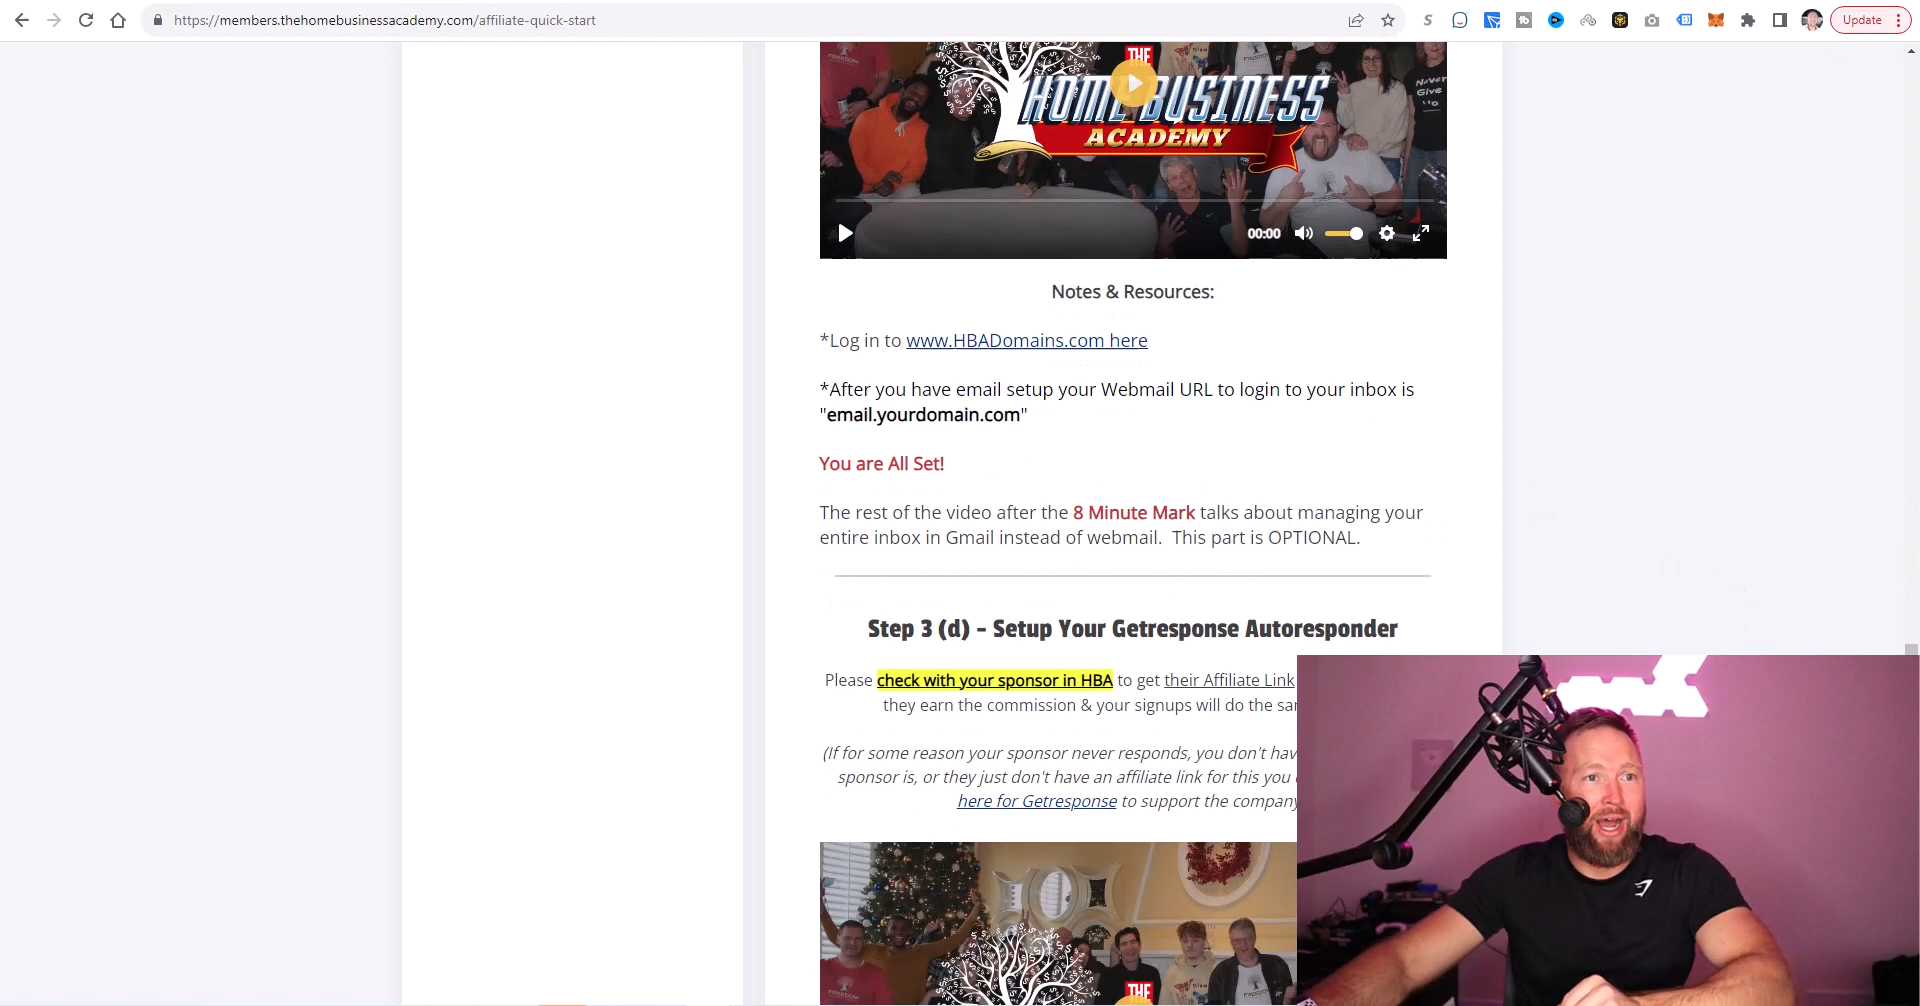 https://members.thehomebusinessacademy.com/affiliate-quick-start
Update
THE
HOME BUSINESS
ACADEMY
FREEDOM
Never
Give
UP
00:00
Notes & Resources:
*Log in to www.HBADomains.com here
*After you have email setup your Webmail URL to login to your inbox is
"email.yourdomain.com"
You are All Set!
The rest of the video after the 8 Minute Mark talks about managing your
entire inbox in Gmail instead of webmail. This part is OPTIONAL.
Step 3 (d) - Setup Your Getresponse Autoresponder
Please check with your sponsor in HBA to get their Affiliate Link
they earn the commission & your signups will do the sa
(If for some reason your sponsor never responds, you don't hav
sponsor is, or they just don't have an affiliate link for this you
here for Getresponse to support the company
THE
FREEDOM